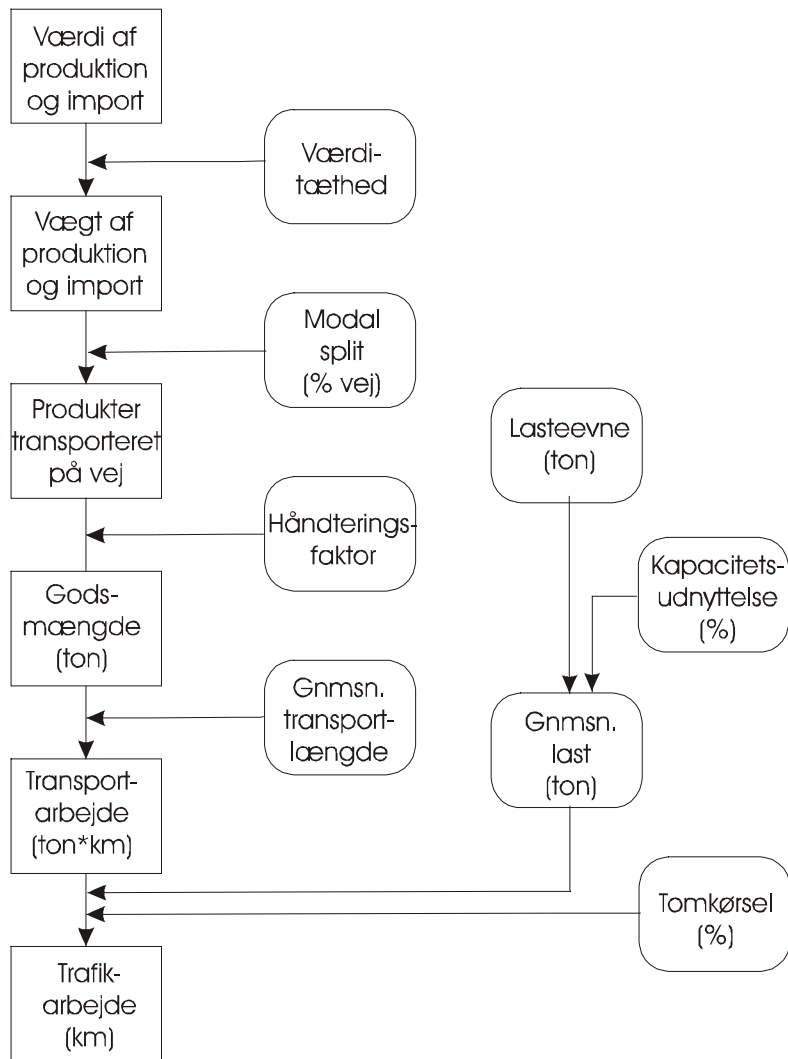 Værdi af
produktion
og import
Værdi-
tæthed
Vægt af
produktion
og import
Modal
split
(% vej)
Produkter
transporteret
på vej
Lasteevne
(ton)
Håndterings-
faktor
Kapacitets-
udnyttelse
(%)
Gods-
mængde
(ton)
Gnmsn.
transport-
længde
Gnmsn.
last
(ton)
Transport-
arbejde
(ton*km)
Tomkørsel
(%)
Trafik-
arbejde
(km)